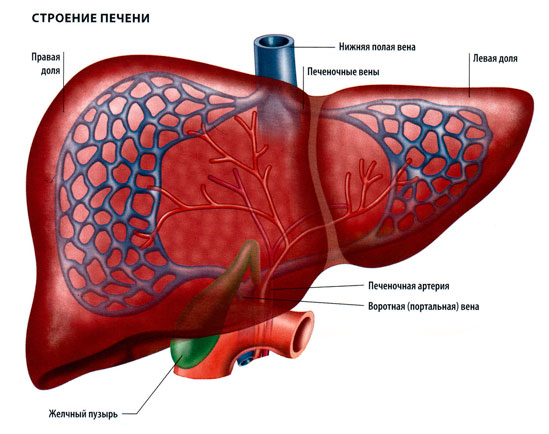 СТРОЕНИЕ ПЕЧЕНИ
Правая
доля
Нижняя полая вена
Печеночные вены
Левая доля
Печеночная артерия
Воротная (портальная) вена
Желчный пузырь